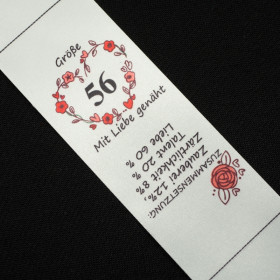 Größe
56
Mit Liebe genäht
ZUSAMMENSETZUNG:
Zauberei 12%,
Zärtlichkeit 8%
Talent 20 %
Liebe 60 %